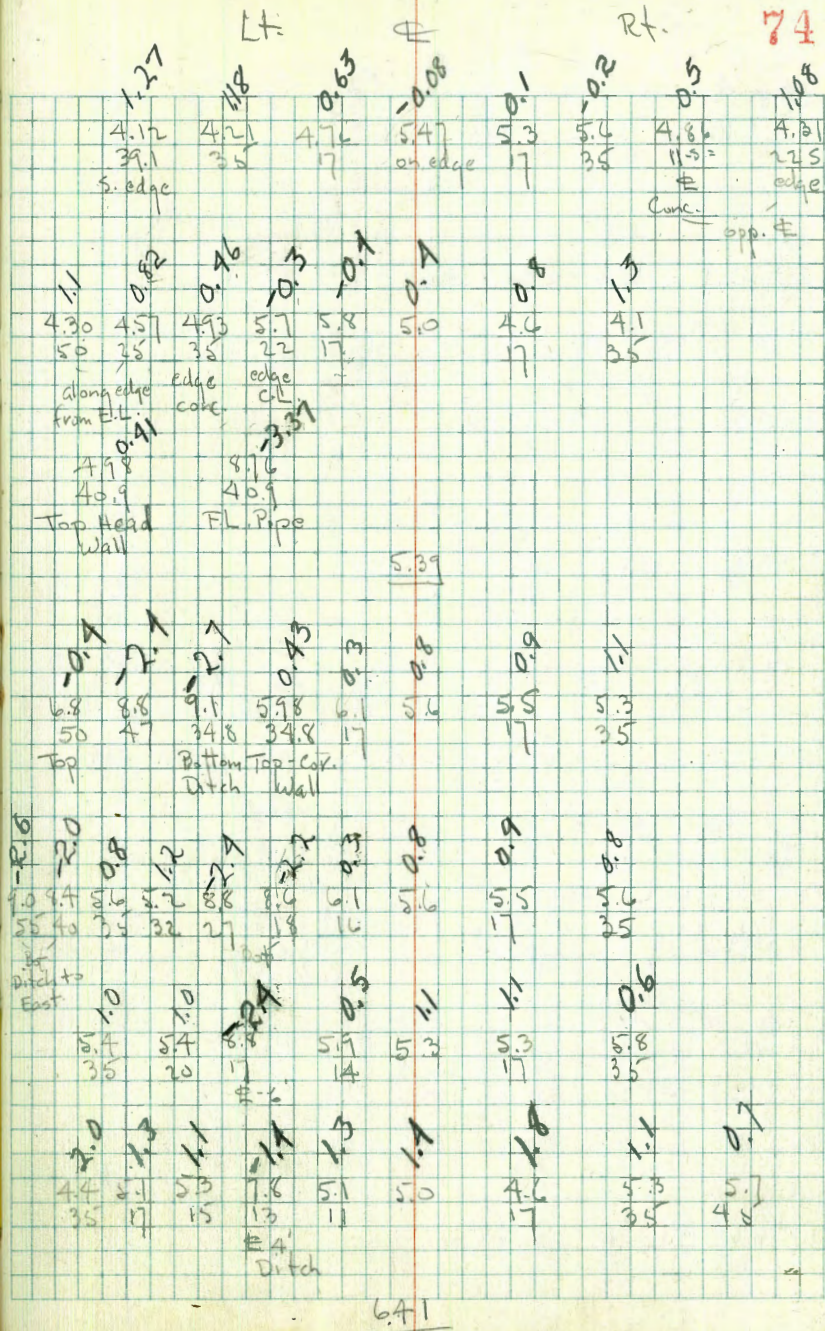 Lt. ℄ Rt. 74
1.27 1.18 0.63 -0.08 0.1 -0.2 0.5 1.08
4.12 4.21 4.72 5.47 5.3 5.6 4.86 4.31
39.1 35 17 on edge 17 35 11.5= 22.5
S. edge ℄ edge
Conc. opp. ℄
1.1 0.82 0.46 -0.3 -0.4 0.4 0.8 1.3
4.30 4.57 4.93 5.7 5.8 5.0 4.6 4.1
50 25 35 22 17 17 35
along edge edge edge
from E.L. conc. C.L.
0.41 -3.37
4.98 8.76
40.9 40.9
Top Head F.L. Pipe
Wall
5.39
-0.4 -2.4 -2.7 0.43 0.3 0.8 0.9 1.1
6.8 8.8 9.1 5.98 6.1 5.6 5.5 5.3
50 47 34.8 34.8 17 17 35
Top Bottom Top-Cor.
Ditch Wall
-2.6 -2.0 0.8 1.2 -2.4 -2.2 0.3 0.8 0.9 0.8
9.0 8.4 5.6 5.2 8.8 8.6 6.1 5.6 5.5 5.6
55 40 35 32 27 18 16 17 35
Bot.
Ditch to
East
1.0 1.0 -2.4 0.5 1.1 1.1 0.6
5.4 5.4 8.8 5.9 5.3 5.3 5.8
35 20 17 14 17 35
℄-6'
2.0 1.3 1.1 -1.4 1.3 1.4 1.8 1.1 0.7
4.4 5.1 5.3 7.8 5.1 5.0 4.6 5.3 5.7
35 17 15 13 11 17 35 45
℄ 4'
Ditch
6.41